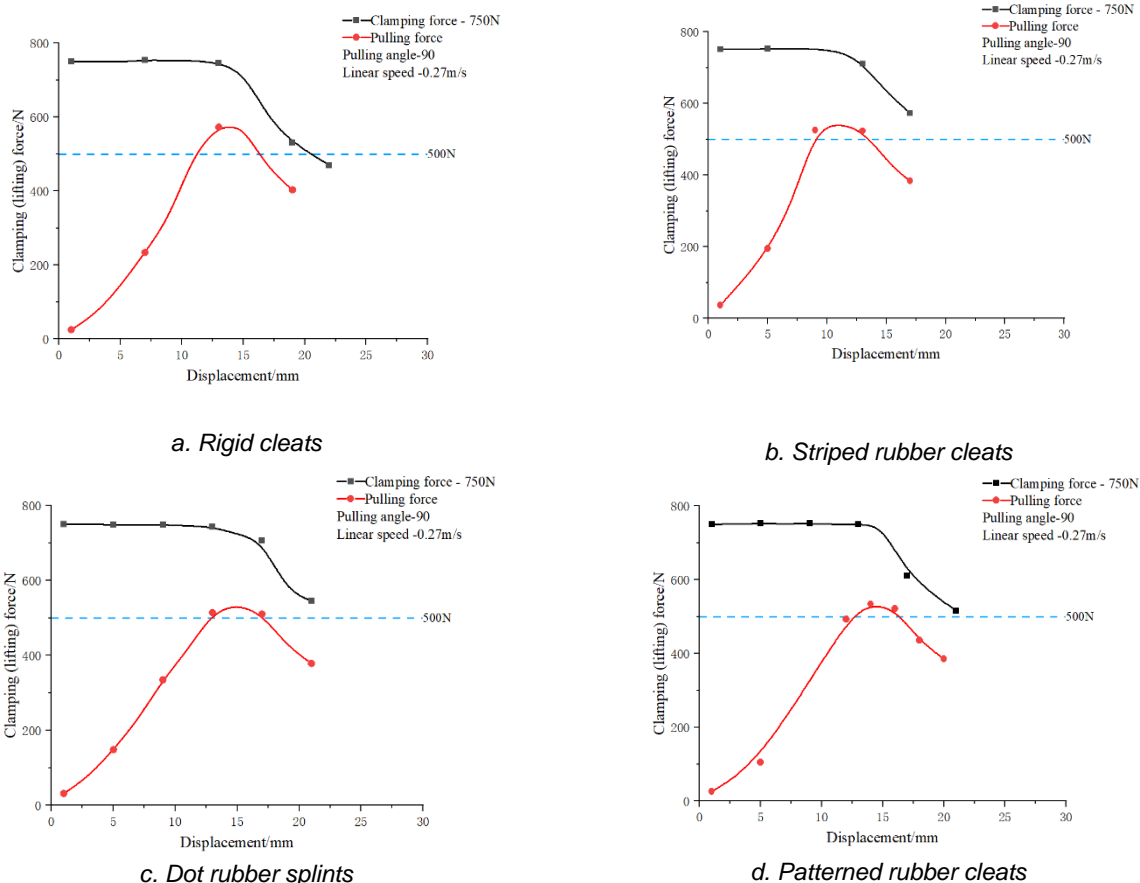 Clamping force - 750N
Pulling force
Pulling angle-90
Linear speed -0.27m/s
800
600
400
200
0
-500N
Clamping (lifting) force/N
0 5 10 15 20 25 30
Displacement/mm
a. Rigid cleats
Clamping force - 750N
Pulling force
Pulling angle-90
Linear speed -0.27m/s
800
600
400
200
0
-500N
Clamping (lifting) force/N
0 5 10 15 20 25 30
Displacement/mm
b. Striped rubber cleats
Clamping force - 750N
Pulling force
Pulling angle-90
Linear speed -0.27m/s
800
600
400
200
0
-500N
Clamping (lifting) force/N
0 5 10 15 20 25 30
Displacement/mm
c. Dot rubber splints
Clamping force - 750N
Pulling force
Pulling angle-90
Linear speed -0.27m/s
800
600
400
200
0
-500N
Clamping (lifting) force/N
0 5 10 15 20 25 30
Displacement/mm
d. Patterned rubber cleats